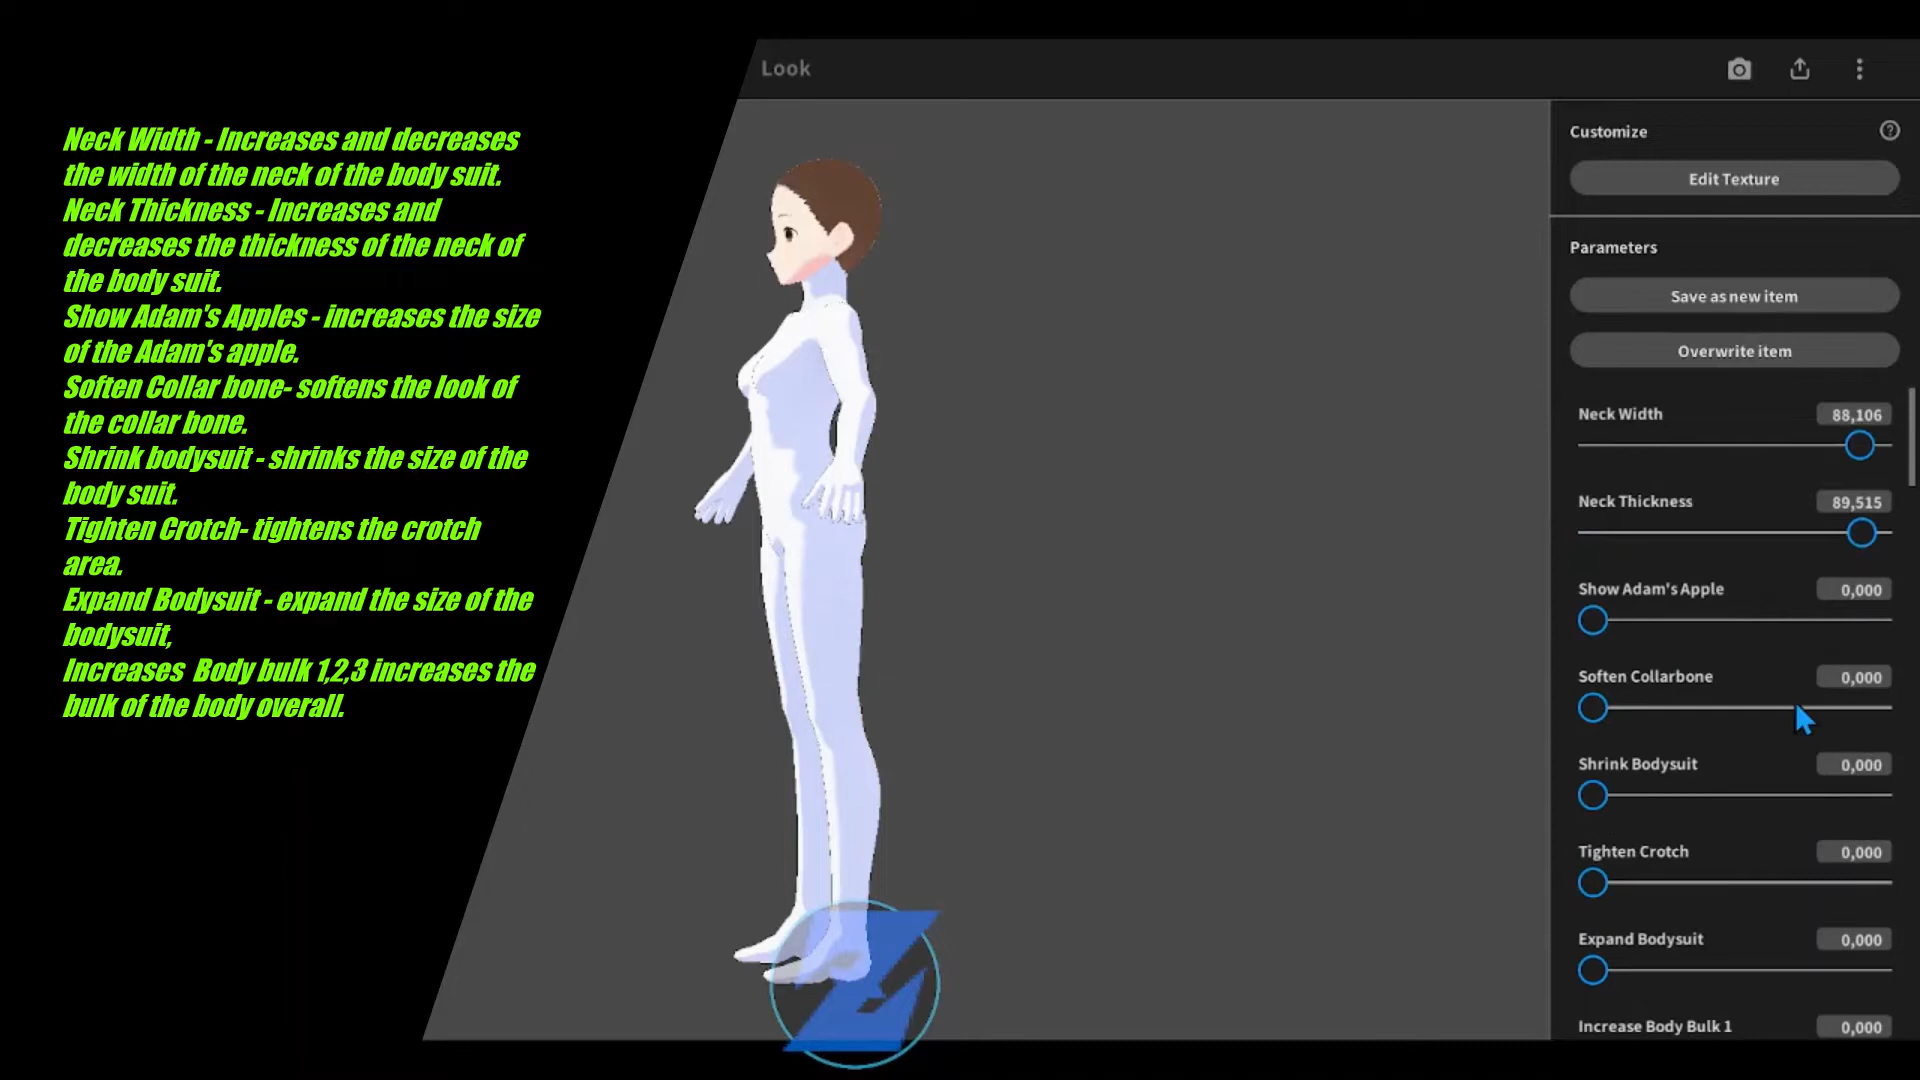 Look
Neck Width - Increases and decreases
the width of the neck of the body suit.
Neck Thickness - Increases and
decreases the thickness of the neck of
the body suit.
Show Adam's Apples - increases the size
of the Adam's apple.
Soften Collar bone- softens the look of
the collar bone.
Shrink bodysuit - shrinks the size of the
body suit.
Tighten Crotch- tightens the crotch
area.
Expand Bodysuit - expand the size of the
bodysuit,
Increases Body bulk 1,2,3 increases the
bulk of the body overall.
Customize
Edit Texture
Parameters
Save as new item
Overwrite item
Neck Width 88,106
Neck Thickness 89,515
Show Adam's Apple 0,000
Soften Collarbone 0,000
Shrink Bodysuit 0,000
Tighten Crotch 0,000
Expand Bodysuit 0,000
Increase Body Bulk 1 0,000